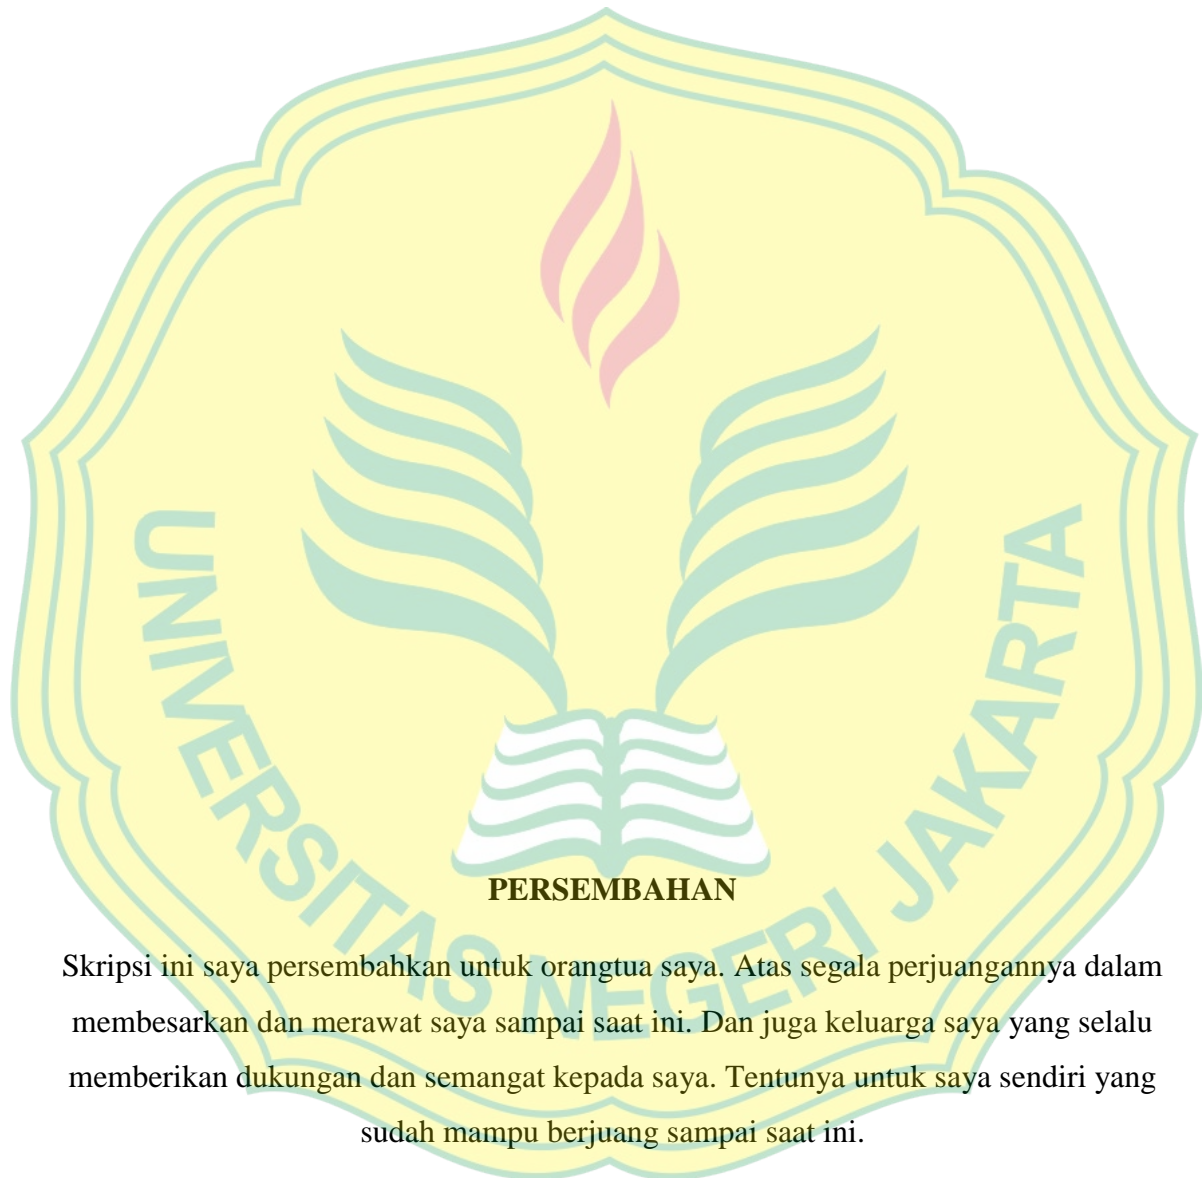 UNIVERSITAS NEGERI JAKARTA
PERSEMBAHAN
Skripsi ini saya persembahkan untuk orangtua saya. Atas segala perjuangannya dalam
membesarkan dan merawat saya sampai saat ini. Dan juga keluarga saya yang selalu
memberikan dukungan dan semangat kepada saya. Tentunya untuk saya sendiri yang
sudah mampu berjuang sampai saat ini.